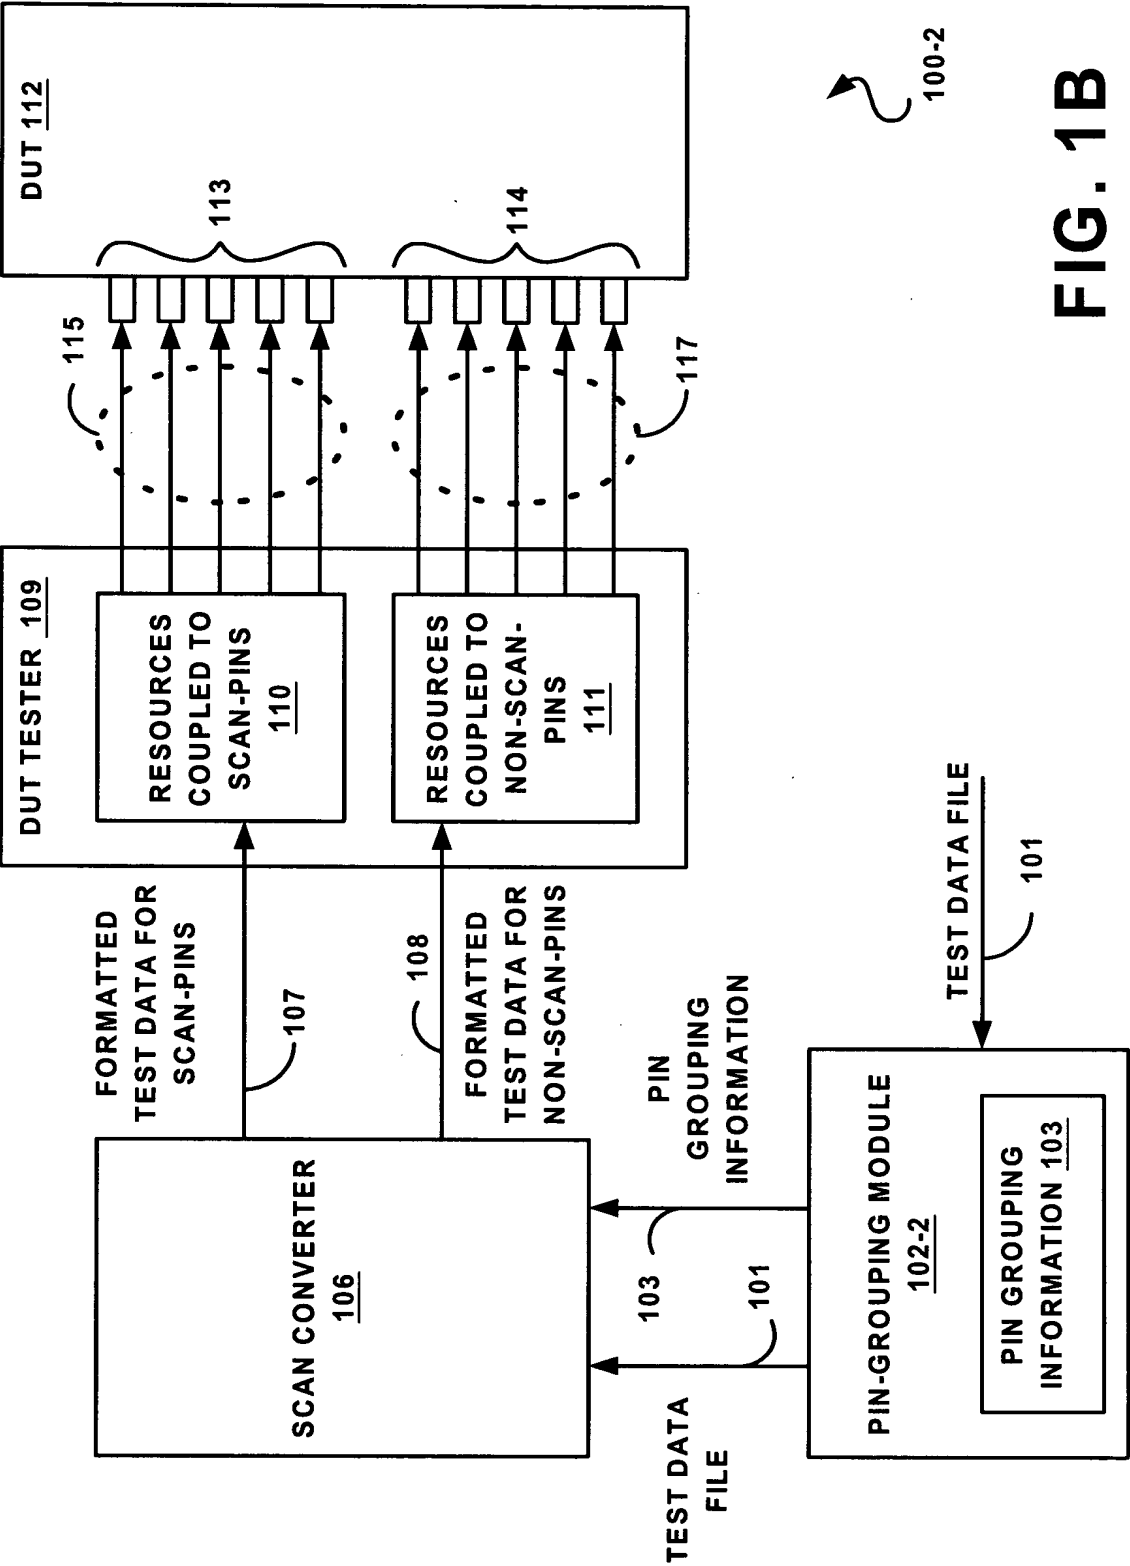 TEST DATA
FILE
101
103
PIN
GROUPING
INFORMATION
SCAN CONVERTER
106
PIN-GROUPING MODULE
102-2
PIN GROUPING
INFORMATION 103
TEST DATA FILE
101
FORMATTED
TEST DATA FOR
SCAN-PINS
107
108
FORMATTED
TEST DATA FOR
NON-SCAN-PINS
DUT TESTER 109
RESOURCES
COUPLED TO
SCAN-PINS
110
RESOURCES
COUPLED TO
NON-SCAN-
PINS
111
115
117
DUT 112
113
114
100-2
FIG. 1B